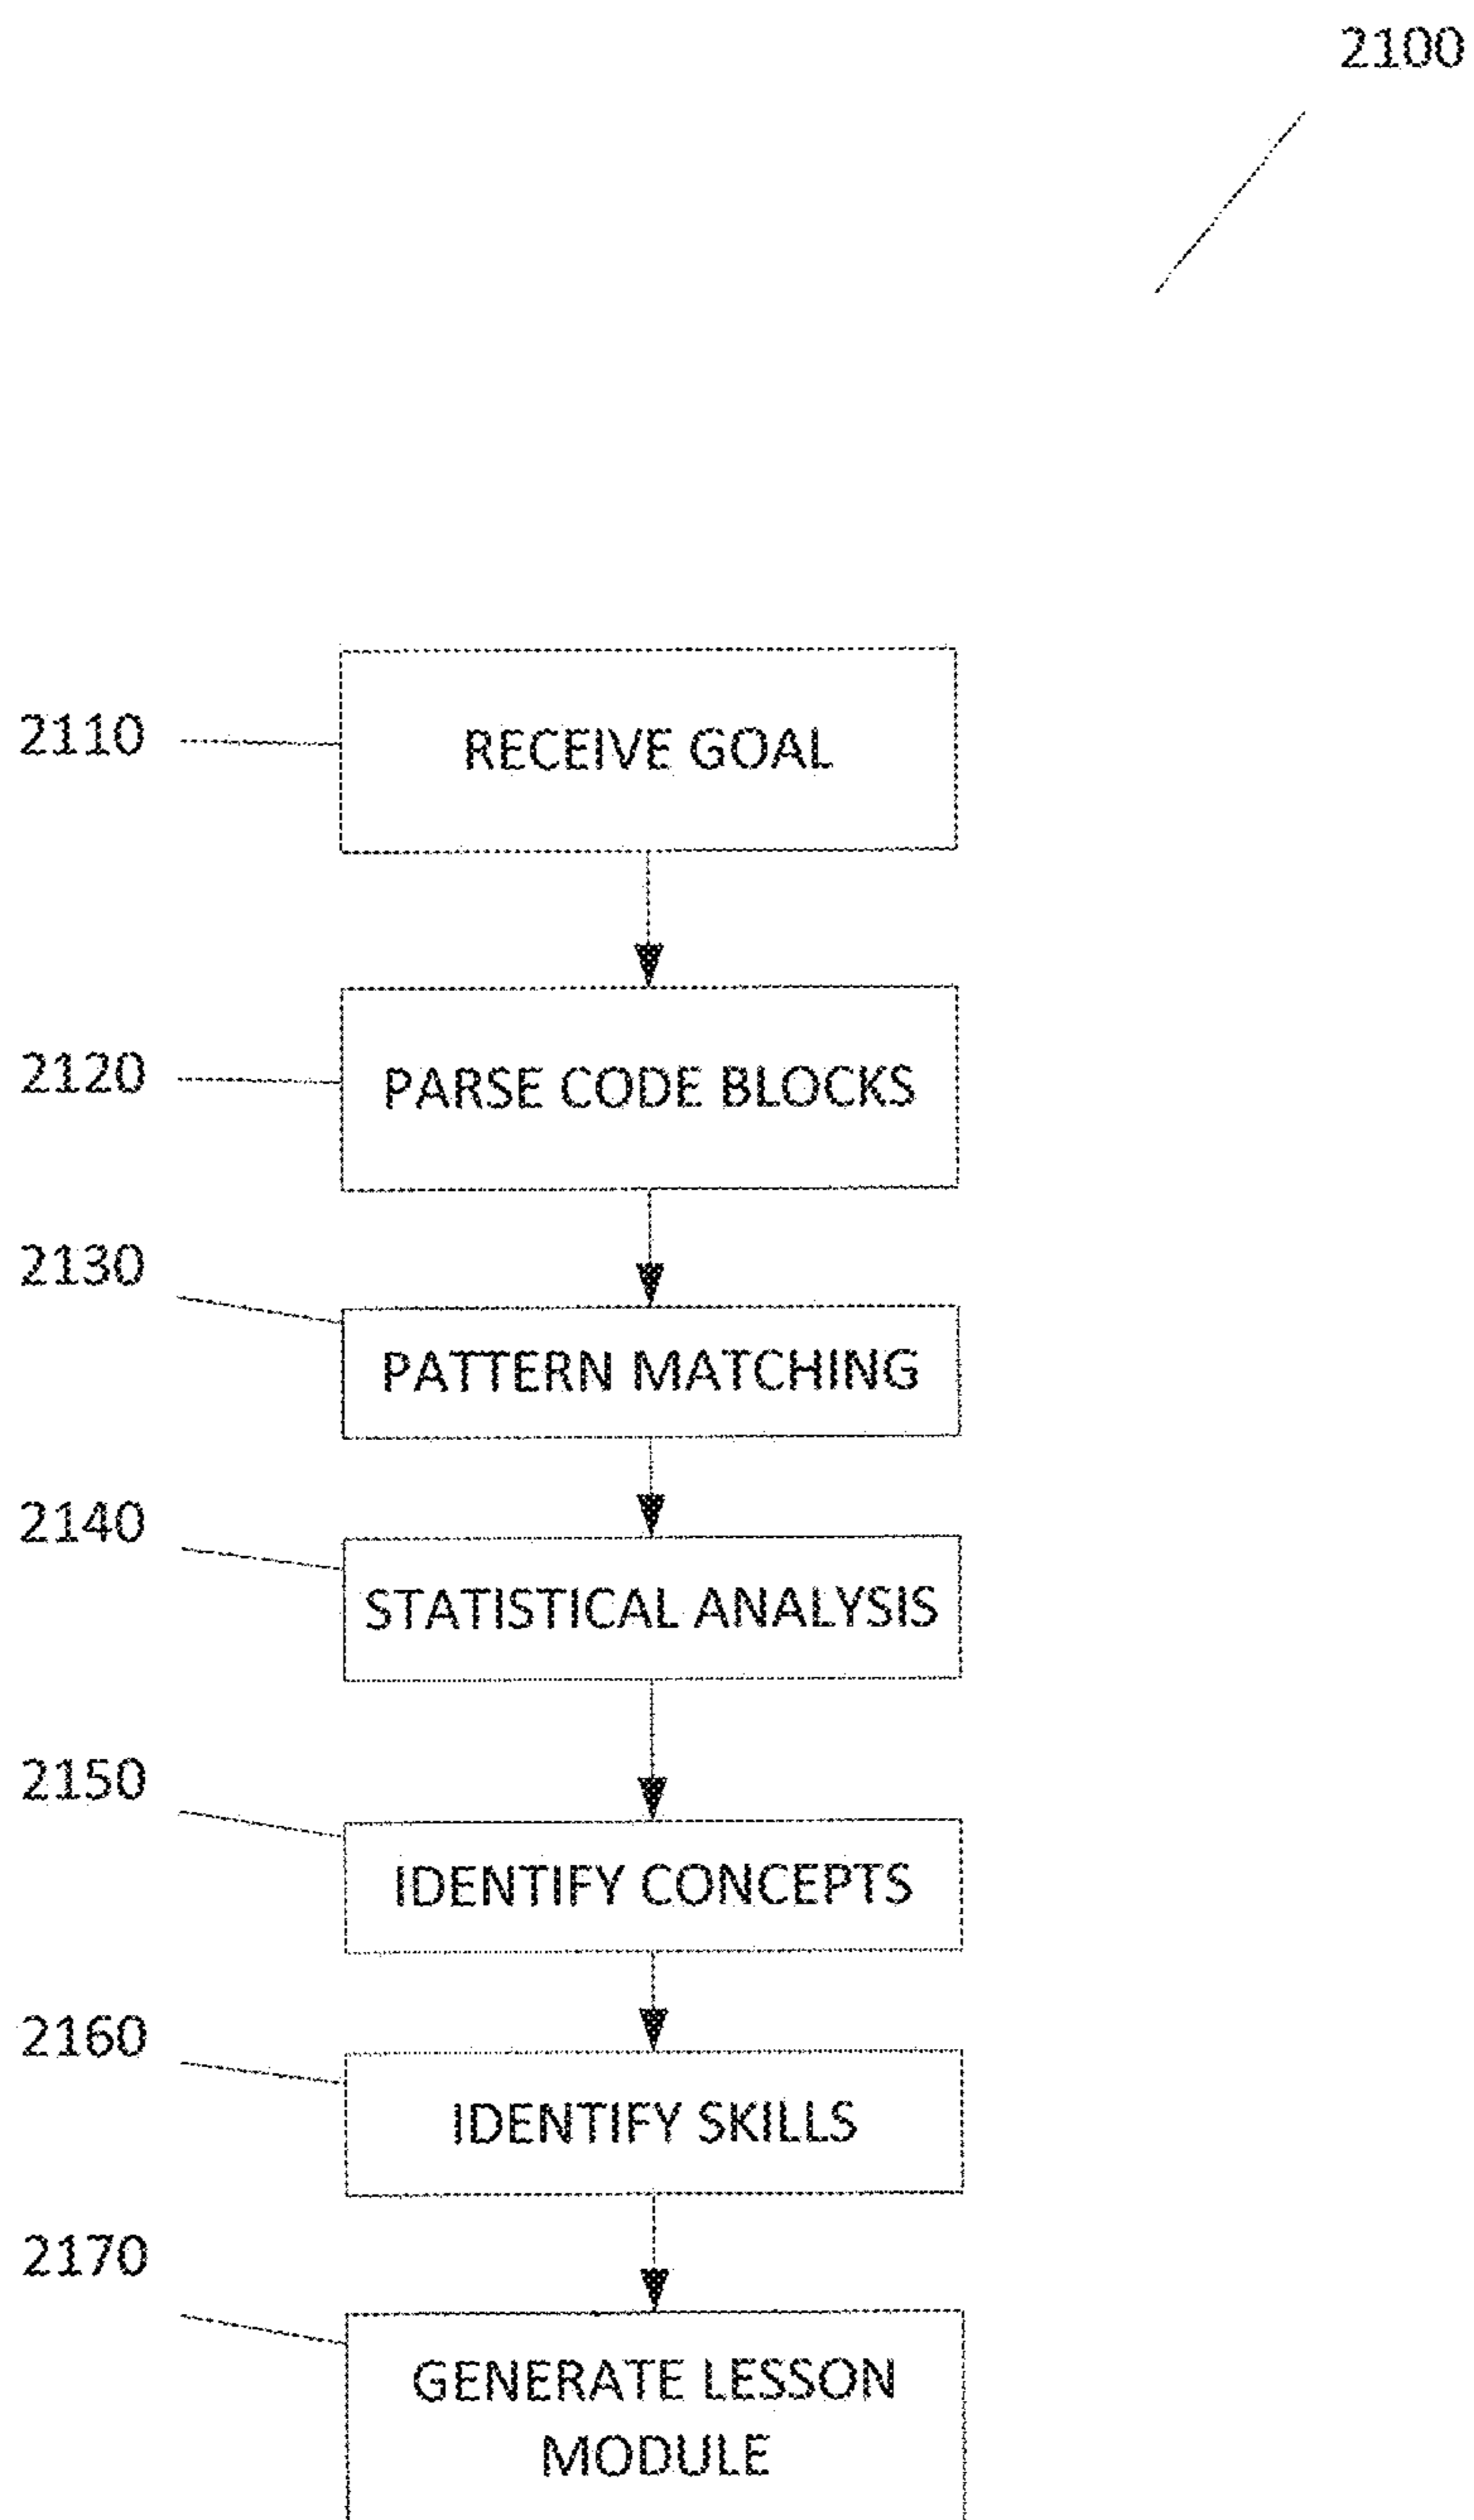 2100
2110
RECEIVE GOAL
2120
PARSE CODE BLOCKS
2130
PATTERN MATCHING
2140
STATISTICAL ANALYSIS
2150
IDENTIFY CONCEPTS
2160
IDENTIFY SKILLS
2170
GENERATE LESSON
MODULE